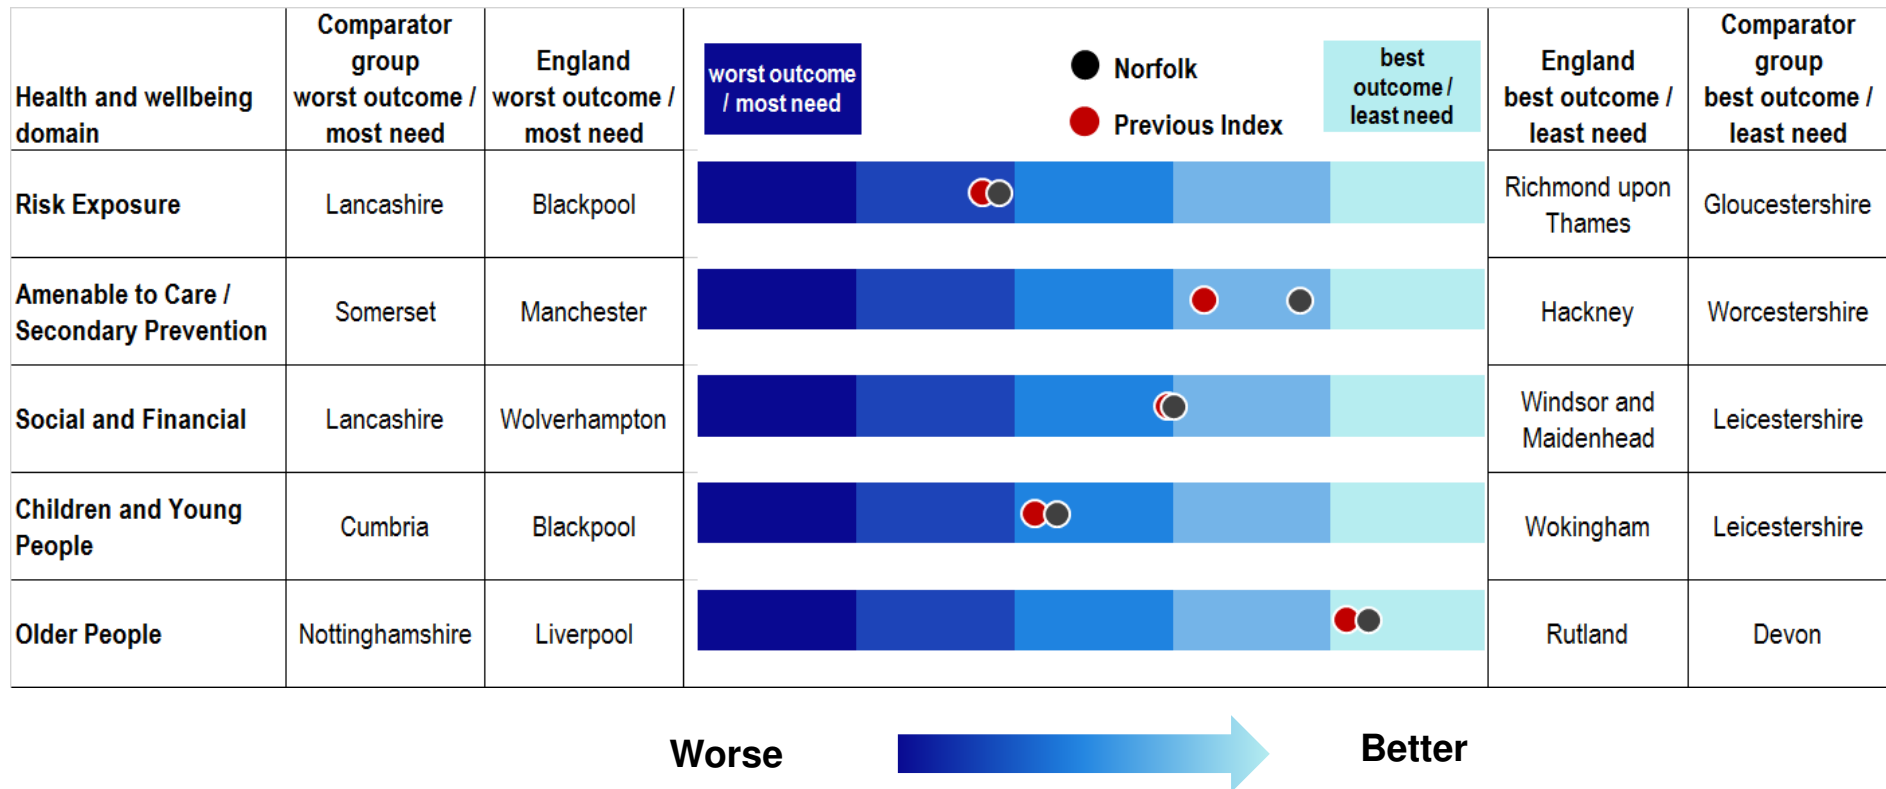 Health and wellbeing
domain
Comparator
group
worst outcome /
most need
England
worst outcome /
most need
worst outcome
/ most need
Norfolk
Previous Index
best
outcome /
least need
England
best outcome /
least need
Comparator
group
best outcome /
least need
Risk Exposure
Lancashire
Blackpool
Richmond upon
Thames
Gloucestershire
Amenable to Care /
Secondary Prevention
Somerset
Manchester
Hackney
Worcestershire
Social and Financial
Lancashire
Wolverhampton
Windsor and
Maidenhead
Leicestershire
Children and Young
People
Cumbria
Blackpool
Wokingham
Leicestershire
Older People
Nottinghamshire
Liverpool
Rutland
Devon
Worse
Better